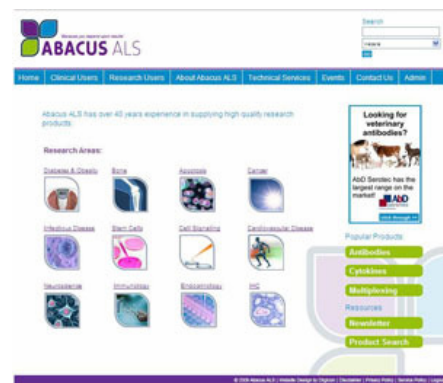 Search
ABACUS ALS
Home | Clinical Users | Research Users | About Abacus ALS | Technical Services | Events | Contact Us | Admin
Abacus ALS has over 40 years experience in supplying high quality research products:
Research Areas:
Diabetes & Obesity
Bone
Apoptosis
Cancer
Infectious Disease
Stem Cells
Cell Signalling
Cardiovascular Disease
Neuroscience
Immunology
Endocrinology
IHC
Looking for
veterinary
antibodies?
AbD Serotec has the
largest range on the
market!
AbD
click through >>
Popular Products:
Antibodies
Cytokines
Multiplexing
Resources
Newsletter
Product Search